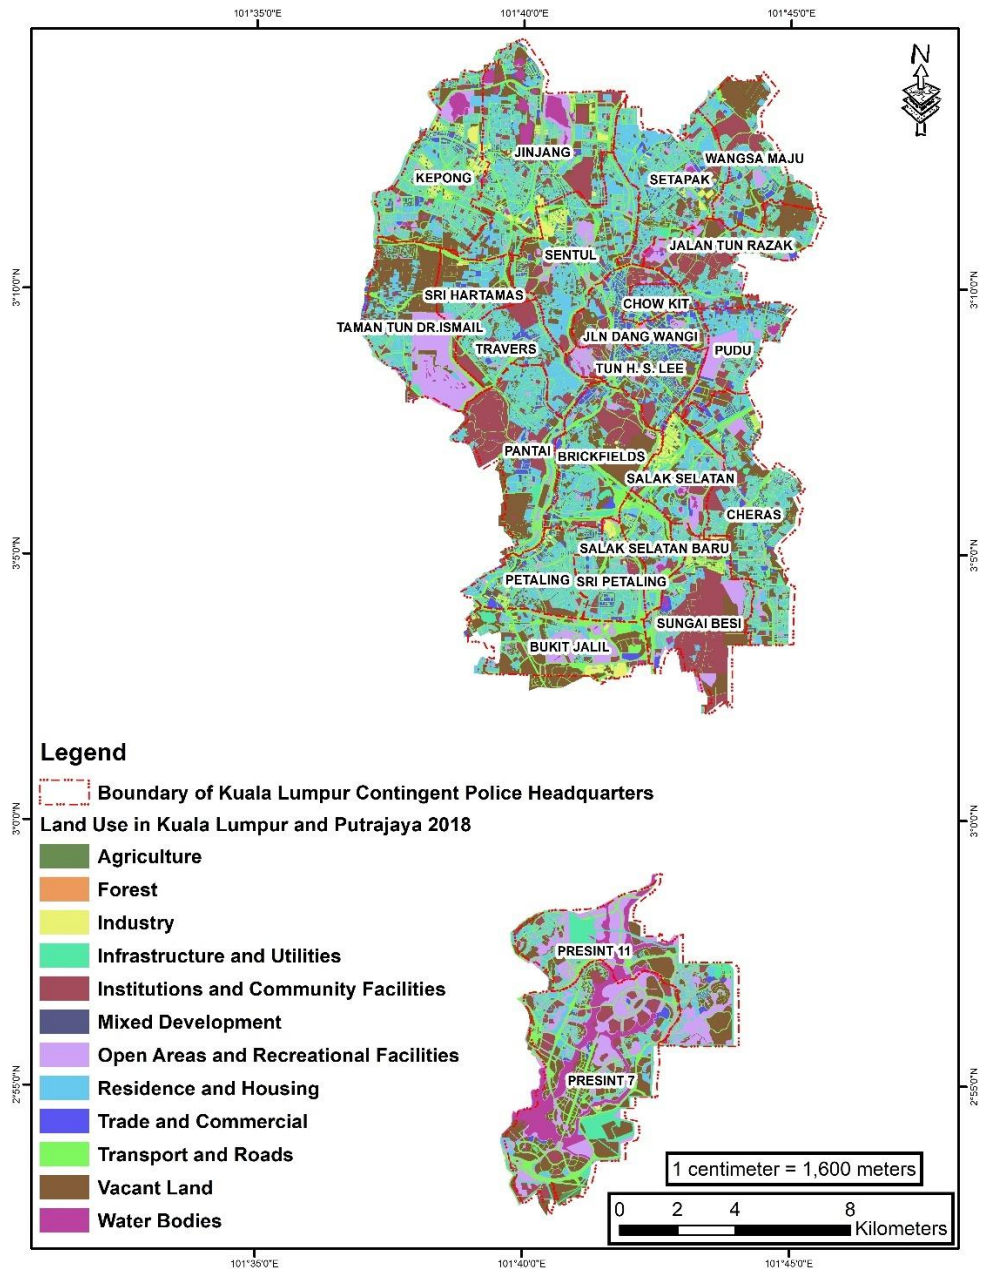 101°35'0"E 101°40'0"E 101°45'0"E
N
JINJANG
WANGSA MAJU
KEPONG
SETAPAK
JALAN TUN RAZAK
SENTUL
3°10'0"N 3°10'0"N
SRI HARTAMAS
CHOW KIT
TAMAN TUN DR.ISMAIL
JLN DANG WANGI
TRAVERS
PUDU
TUN H. S. LEE
PANTAI
BRICKFIELDS
SALAK SELATAN
CHERAS
SALAK SELATAN BARU
3°5'0"N 3°5'0"N
PETALING
SRI PETALING
SUNGAI BESI
BUKIT JALIL
Legend
Boundary of Kuala Lumpur Contingent Police Headquarters
3°0'0"N 3°0'0"N
Land Use in Kuala Lumpur and Putrajaya 2018
Agriculture
Forest
Industry
Infrastructure and Utilities
Institutions and Community Facilities
Mixed Development
Open Areas and Recreational Facilities
Residence and Housing
Trade and Commercial
Transport and Roads
Vacant Land
Water Bodies
PRESINT 11
PRESINT 7
2°55'0"N 2°55'0"N
1 centimeter = 1,600 meters
0 2 4 8
Kilometers
101°35'0"E 101°40'0"E 101°45'0"E